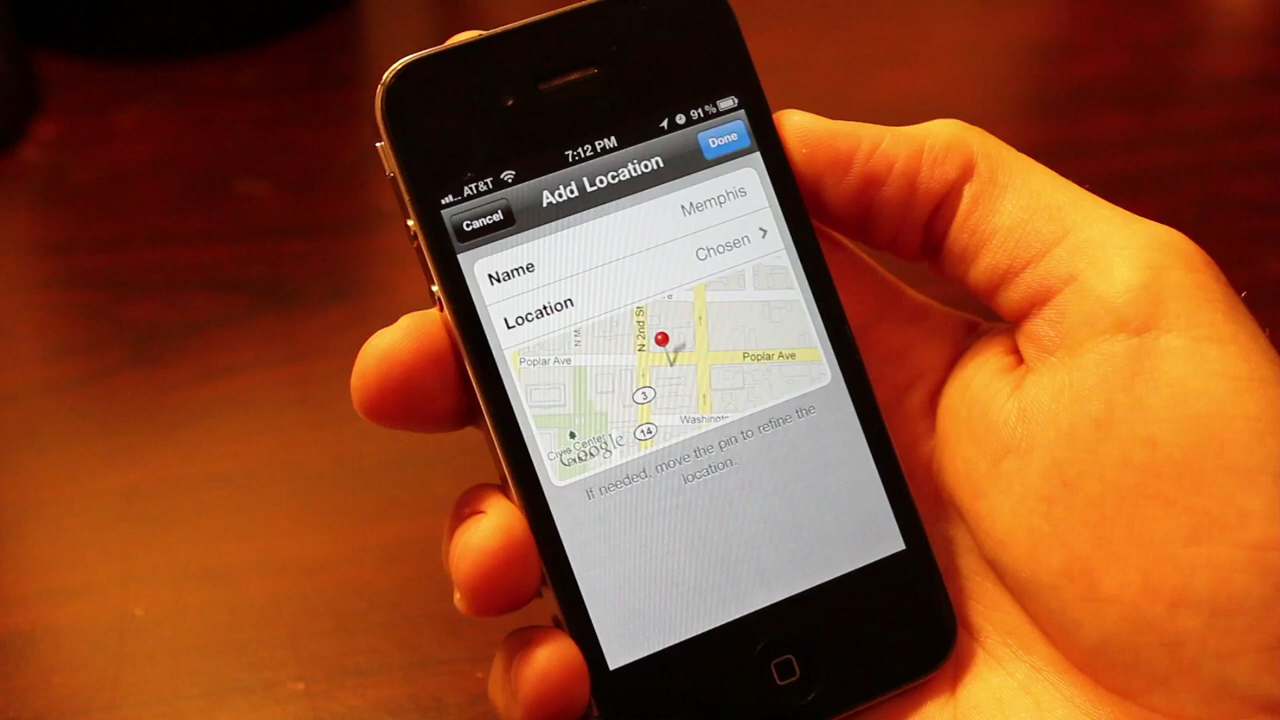 AT&T 7:12 PM 91%
Cancel Add Location Done
Name Memphis
Location Chosen
N 2nd St
Poplar Ave Poplar Ave
3
14
Civic Center
Google
If needed, move the pin to refine the
location.